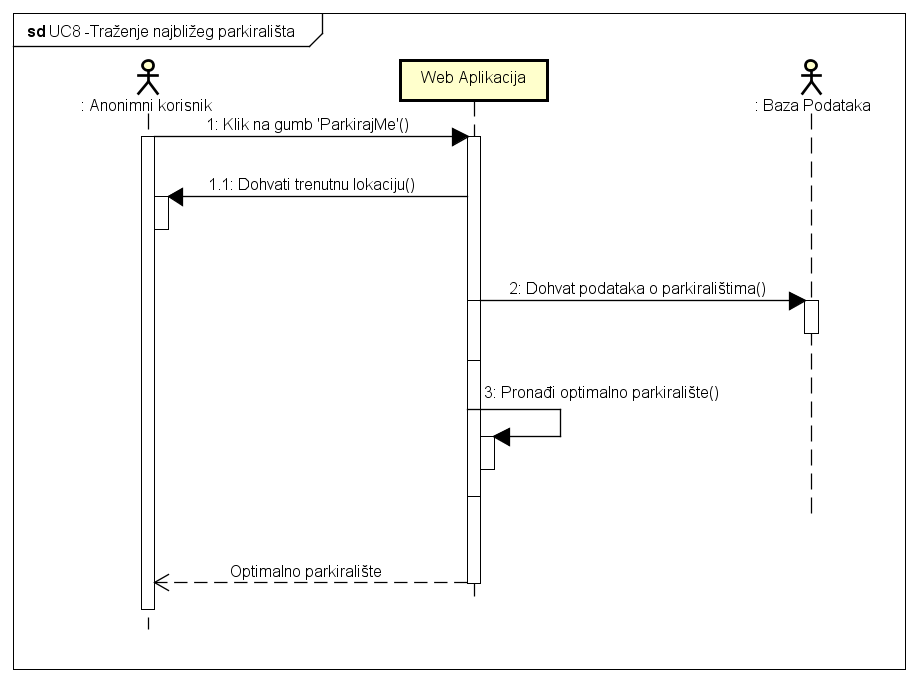 sd UC8 -Traženje najbližeg parkirališta
: Anonimni korisnik
Web Aplikacija
: Baza Podataka
1: Klik na gumb 'ParkirajMe'()
1.1: Dohvati trenutnu lokaciju()
2: Dohvat podataka o parkiralištima()
3: Pronađi optimalno parkiralište()
Optimalno parkiralište